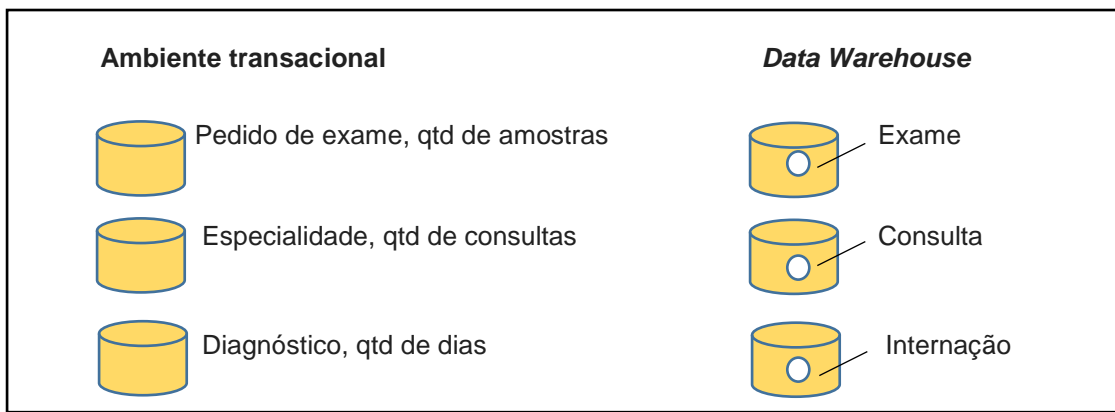 Ambiente transacional
Data Warehouse
Pedido de exame, qtd de amostras
Exame
Especialidade, qtd de consultas
Consulta
Diagnóstico, qtd de dias
Internação